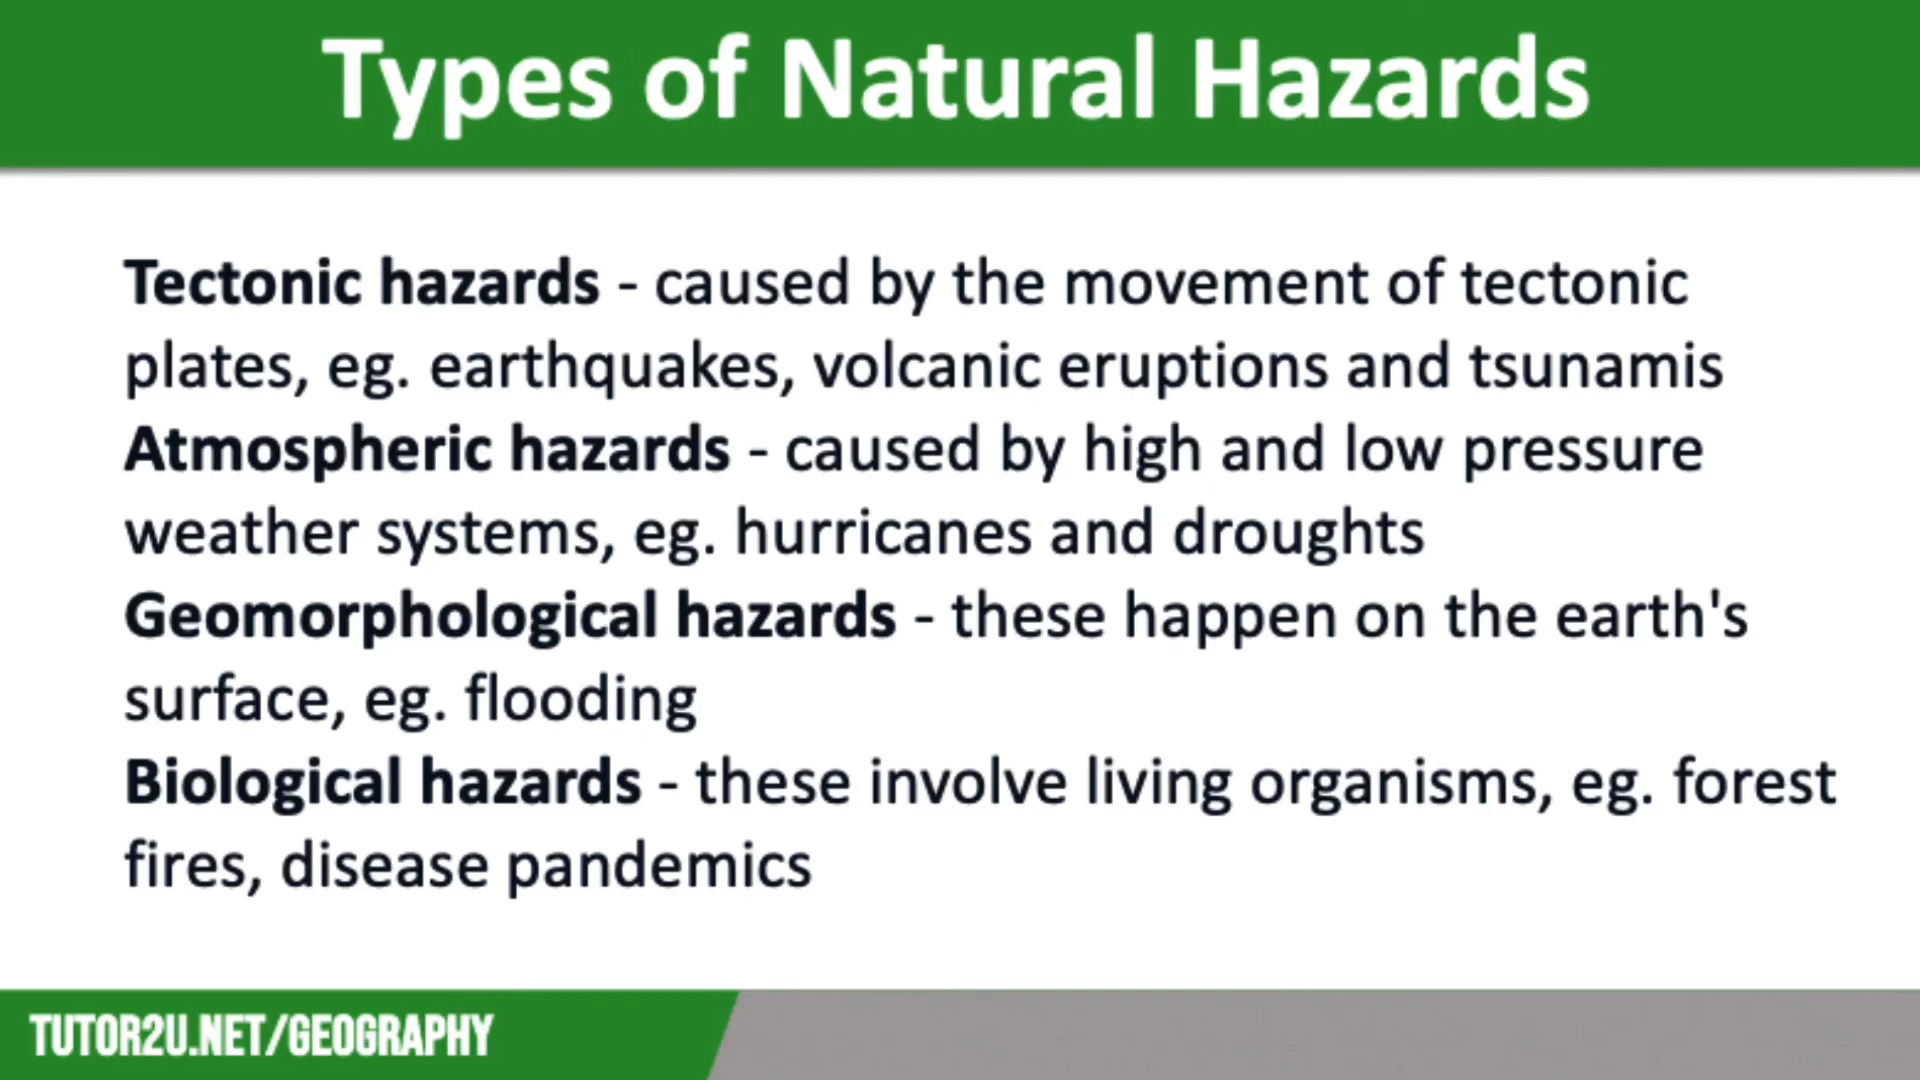 Types of Natural Hazards
Tectonic hazards - caused by the movement of tectonic
plates, eg. earthquakes, volcanic eruptions and tsunamis
Atmospheric hazards - caused by high and low pressure
weather systems, eg. hurricanes and droughts
Geomorphological hazards - these happen on the earth's
surface, eg. flooding
Biological hazards - these involve living organisms, eg. forest
fires, disease pandemics
TUTOR2U.NET/GEOGRAPHY